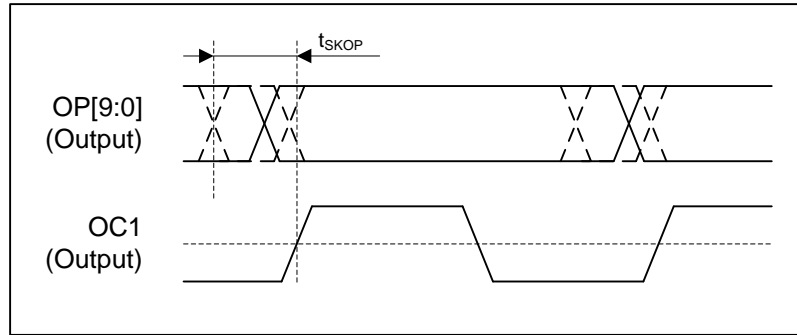 tSKOP
OP[9:0]
(Output)
OC1
(Output)